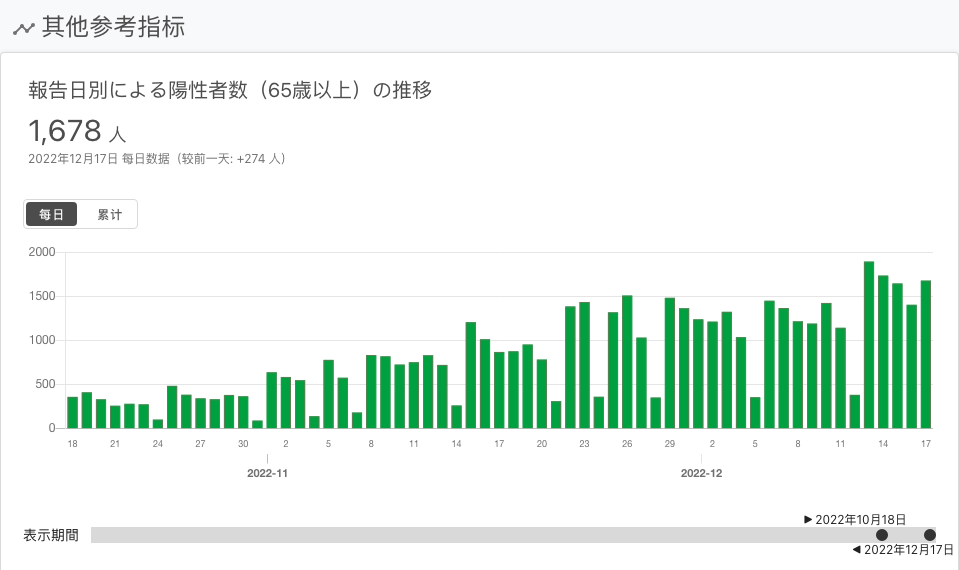 其他参考指标
報告日別による陽性者数（65歳以上）の推移
1,678 人
2022年12月17日 每日数据（较前一天: +274 人）
每日 累计
2000
1500
1000
500
0
18 21 24 27 30 2 5 8 11 14 17 20 23 26 29 2 5 8 11 14 17
2022-11 2022-12
▶ 2022年10月18日
表示期間
◀ 2022年12月17日